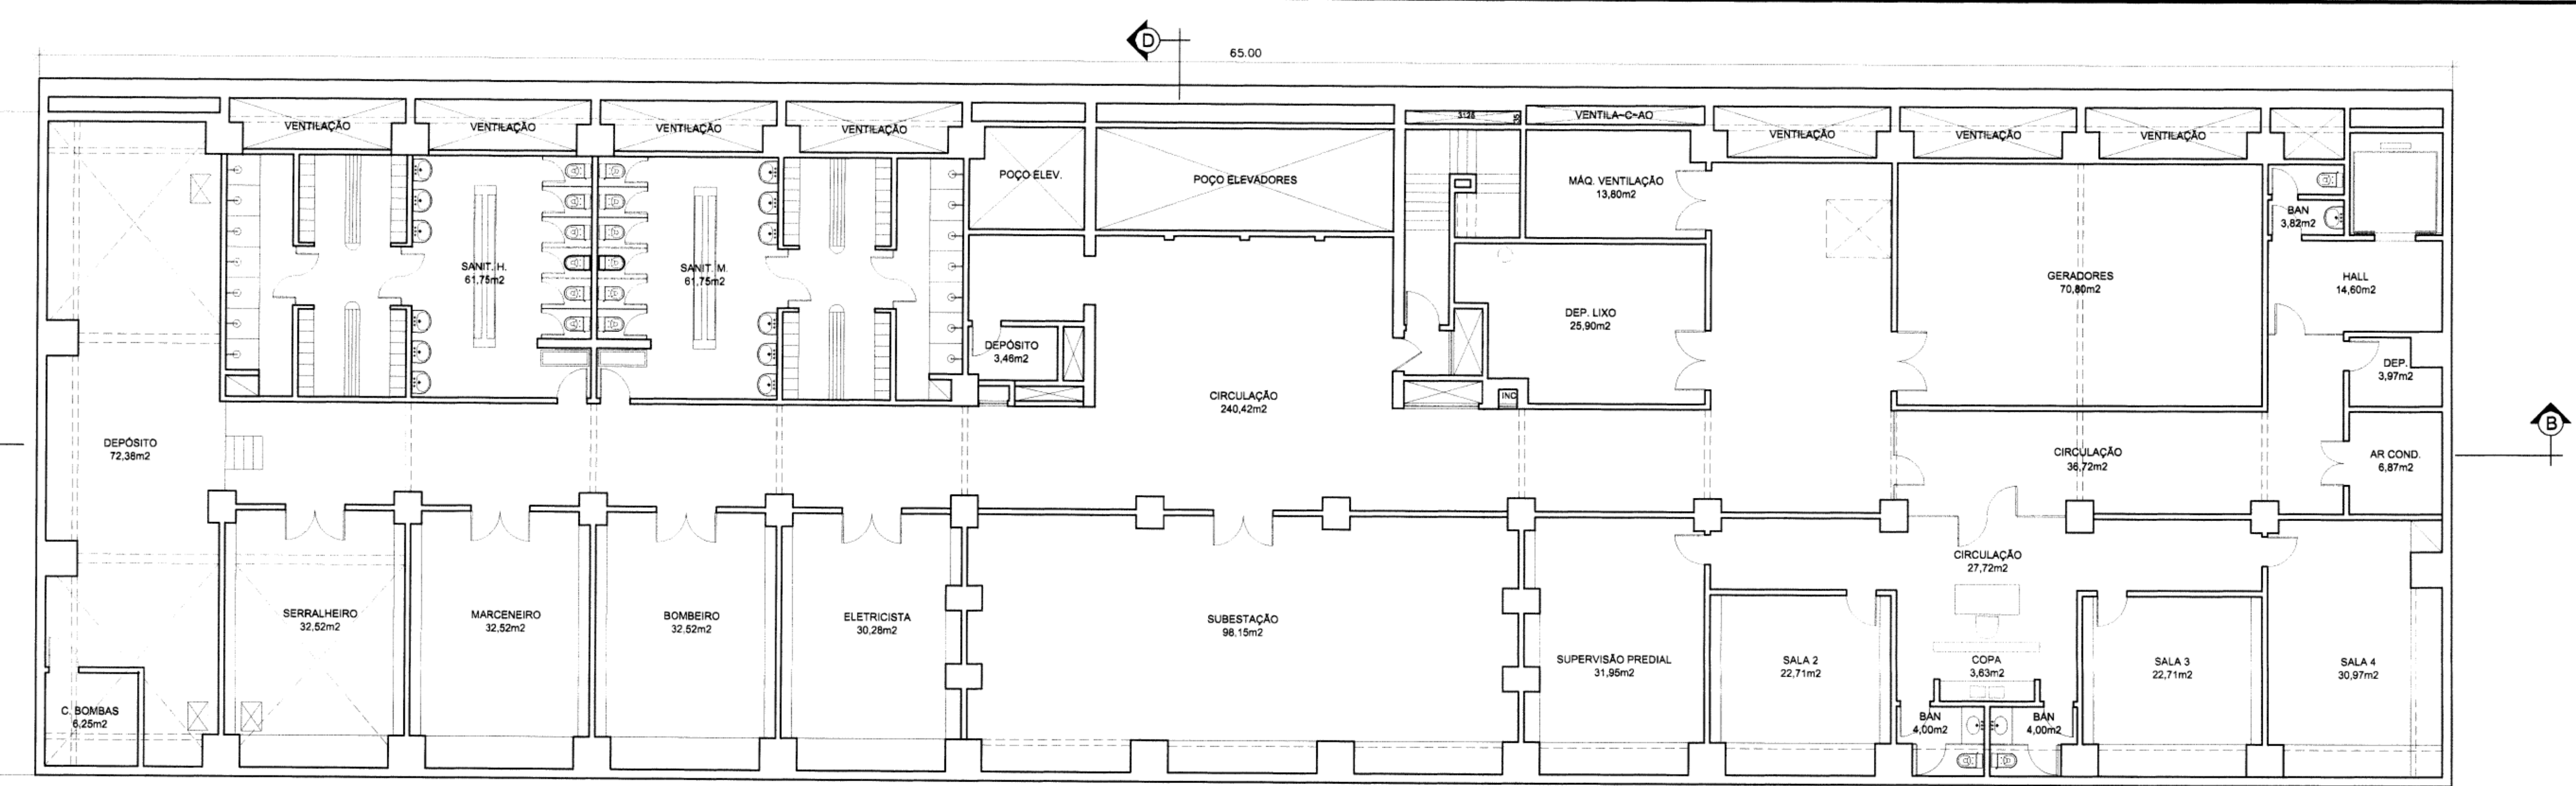 D
65.00
VENTILAÇÃO
VENTILAÇÃO
VENTILAÇÃO
VENTILAÇÃO
VENTILA~C~AO
VENTILAÇÃO
VENTILAÇÃO
VENTILAÇÃO
POÇO ELEV.
POÇO ELEVADORES
MÁQ. VENTILAÇÃO
13,80m2
BAN
3,82m2
SANIT. H.
61,75m2
SANIT. M.
61,75m2
GERADORES
70,80m2
HALL
14,60m2
DEP. LIXO
25,90m2
DEPÓSITO
3,46m2
DEP.
3,97m2
CIRCULAÇÃO
240,42m2
INC
B
DEPÓSITO
72,38m2
CIRCULAÇÃO
36,72m2
AR COND.
6,87m2
CIRCULAÇÃO
27,72m2
SERRALHEIRO
32,52m2
MARCENEIRO
32,52m2
BOMBEIRO
32,52m2
ELETRICISTA
30,28m2
SUBESTAÇÃO
98,15m2
SUPERVISÃO PREDIAL
31,95m2
SALA 2
22,71m2
COPA
3,63m2
SALA 3
22,71m2
SALA 4
30,97m2
C. BOMBAS
6,25m2
BAN
4,00m2
BAN
4,00m2